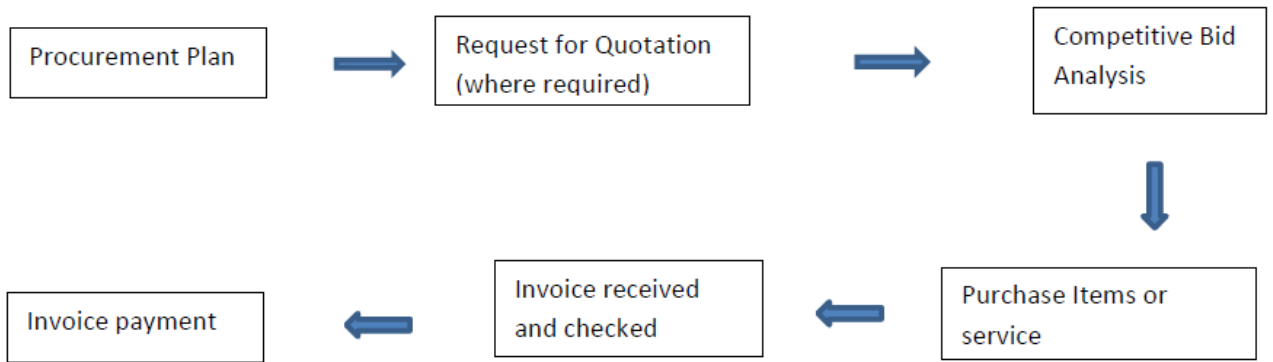 Procurement Plan
Request for Quotation
(where required)
Competitive Bid
Analysis
Purchase Items or
service
Invoice received
and checked
Invoice payment